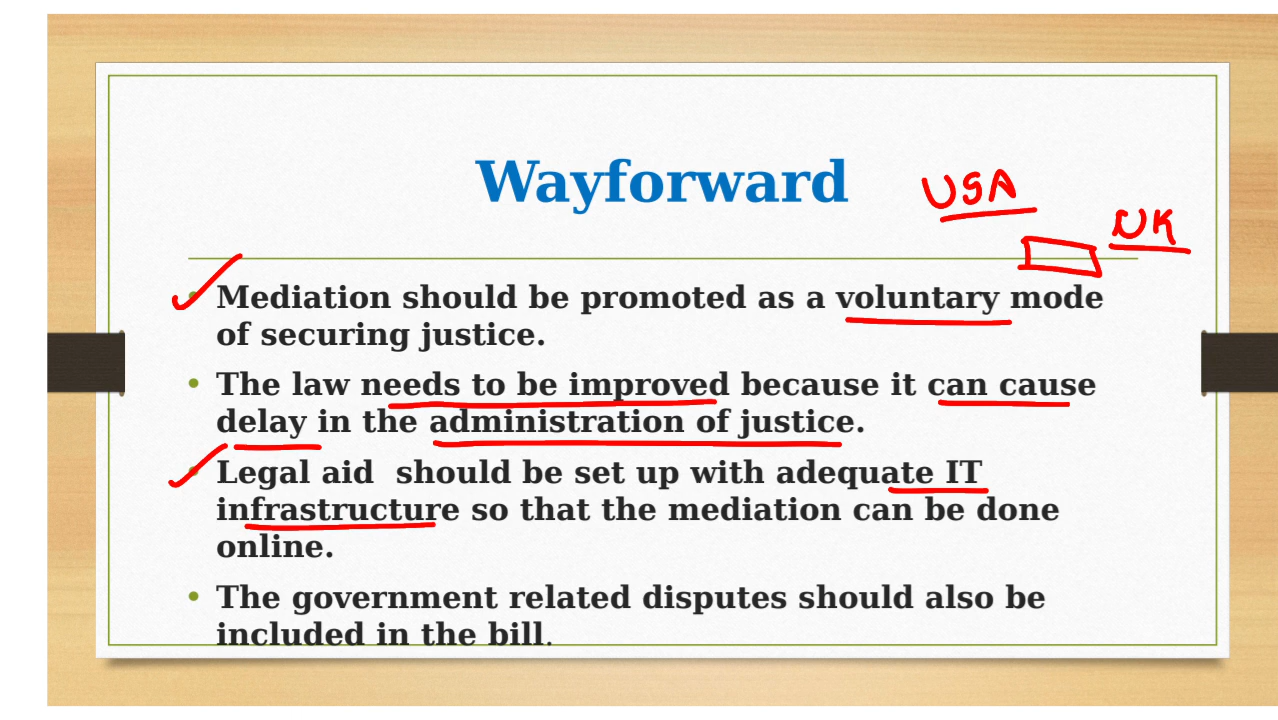 Wayforward
USA
UK
• Mediation should be promoted as a voluntary mode
of securing justice.
• The law needs to be improved because it can cause
delay in the administration of justice.
• Legal aid  should be set up with adequate IT
infrastructure so that the mediation can be done
online.
• The government related disputes should also be
included in the bill.